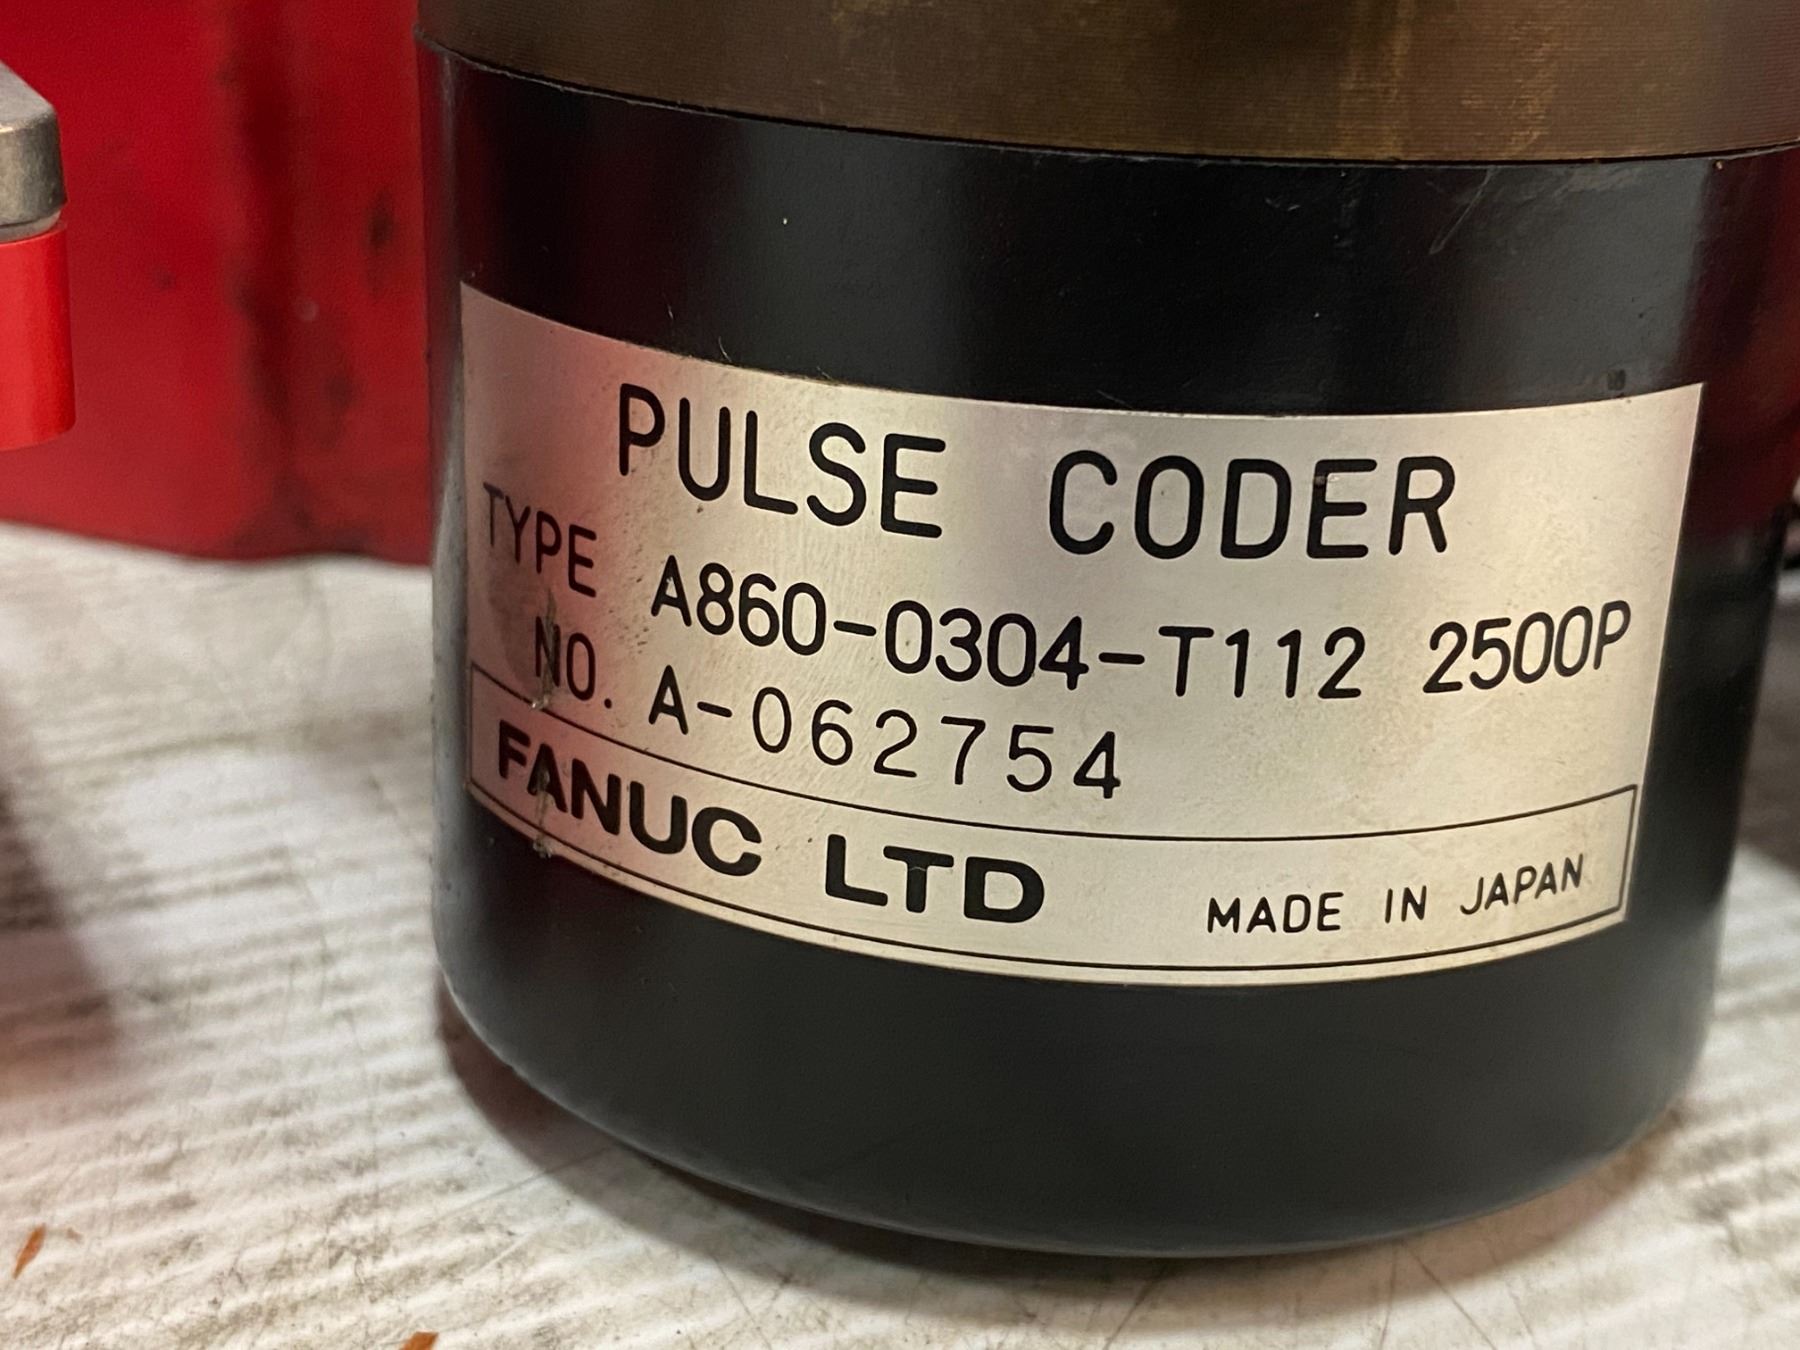 PULSE CODER
TYPE A860-0304-T112 2500P
NO. A-062754
FANUC LTD MADE IN JAPAN